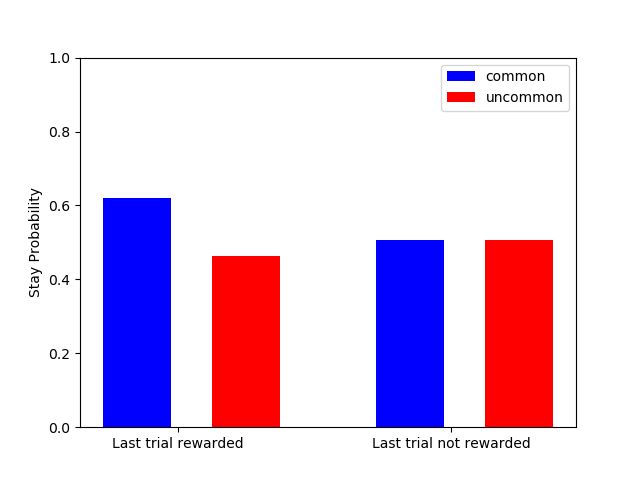 1.0
0.8
0.6
0.4
0.2
0.0
Stay Probability
common
uncommon
Last trial rewarded
Last trial not rewarded